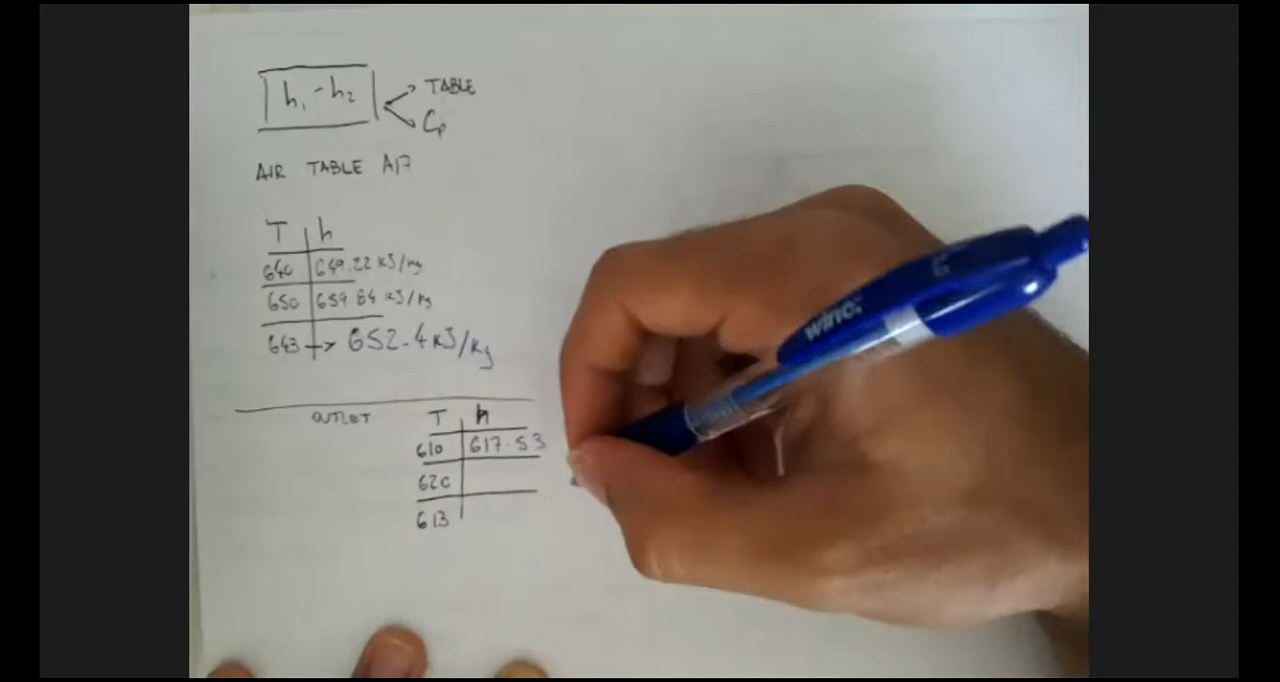 h₁ - h₂
TABLE
Cp
AIR TABLE A17
T h
640 649.22 kJ/kg
650 659.84 kJ/kg
643 → 652.4 kJ/kg
OUTLET
T h
610 617.53
620
613